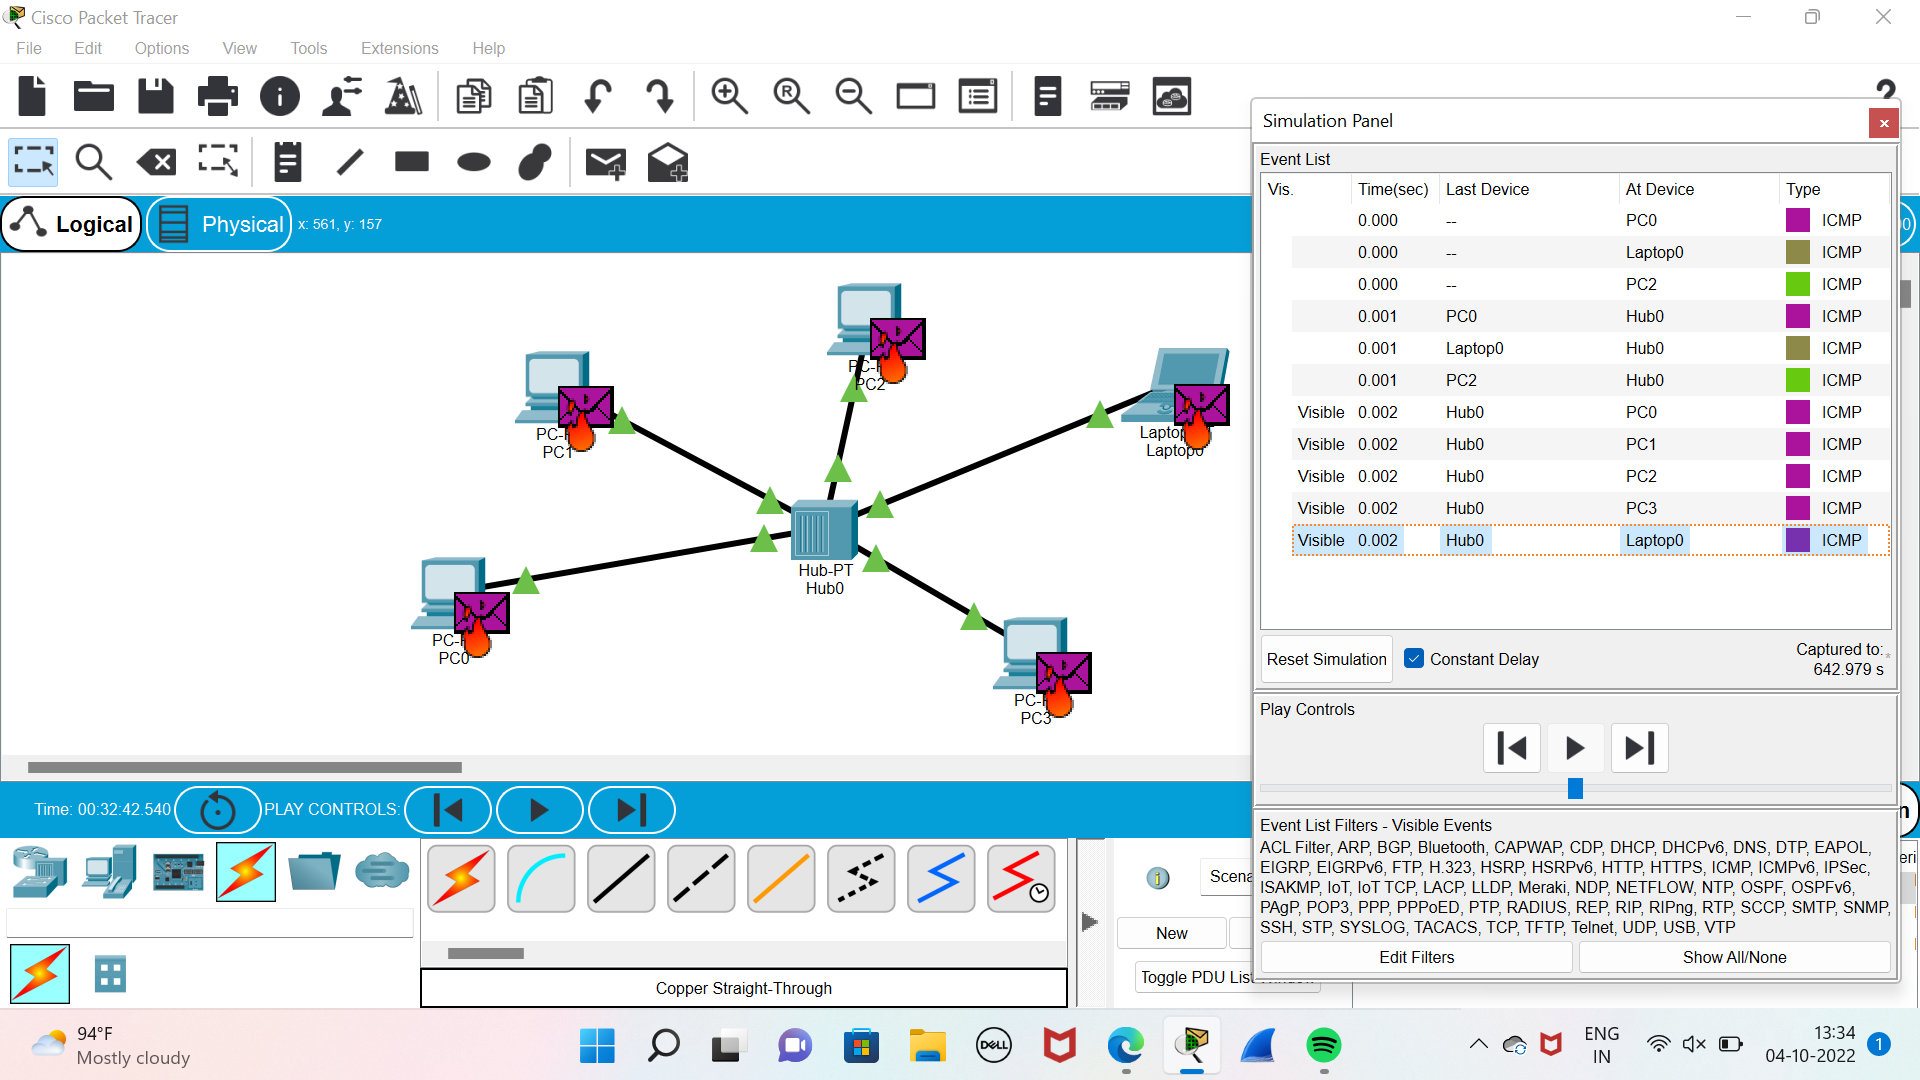 Cisco Packet Tracer
File Edit Options View Tools Extensions Help
Logical
Physical
x: 561, y: 157
PC2
PC1
Laptop0
Hub-PT
Hub0
PC0
PC3
Simulation Panel
Event List
Vis. Time(sec) Last Device At Device Type
0.000 -- PC0 ICMP
0.000 -- Laptop0 ICMP
0.000 -- PC2 ICMP
0.001 PC0 Hub0 ICMP
0.001 Laptop0 Hub0 ICMP
0.001 PC2 Hub0 ICMP
Visible 0.002 Hub0 PC0 ICMP
Visible 0.002 Hub0 PC1 ICMP
Visible 0.002 Hub0 PC2 ICMP
Visible 0.002 Hub0 PC3 ICMP
Visible 0.002 Hub0 Laptop0 ICMP
Reset Simulation
Constant Delay
Captured to:
642.979 s
Play Controls
Event List Filters - Visible Events
ACL Filter, ARP, BGP, Bluetooth, CAPWAP, CDP, DHCP, DHCPv6, DNS, DTP, EAPOL,
EIGRP, EIGRPv6, FTP, H.323, HSRP, HSRPv6, HTTP, HTTPS, ICMP, ICMPv6, IPSec,
ISAKMP, IoT, IoT TCP, LACP, LLDP, Meraki, NDP, NETFLOW, NTP, OSPF, OSPFv6,
PAgP, POP3, PPP, PPPoED, PTP, RADIUS, REP, RIP, RIPng, RTP, SCCP, SMTP, SNMP,
SSH, STP, SYSLOG, TACACS, TCP, TFTP, Telnet, UDP, USB, VTP
Edit Filters
Show All/None
Time: 00:32:42.540
PLAY CONTROLS:
New
Toggle PDU List
Copper Straight-Through
94°F
Mostly cloudy
DELL
ENG
IN
13:34
04-10-2022
1